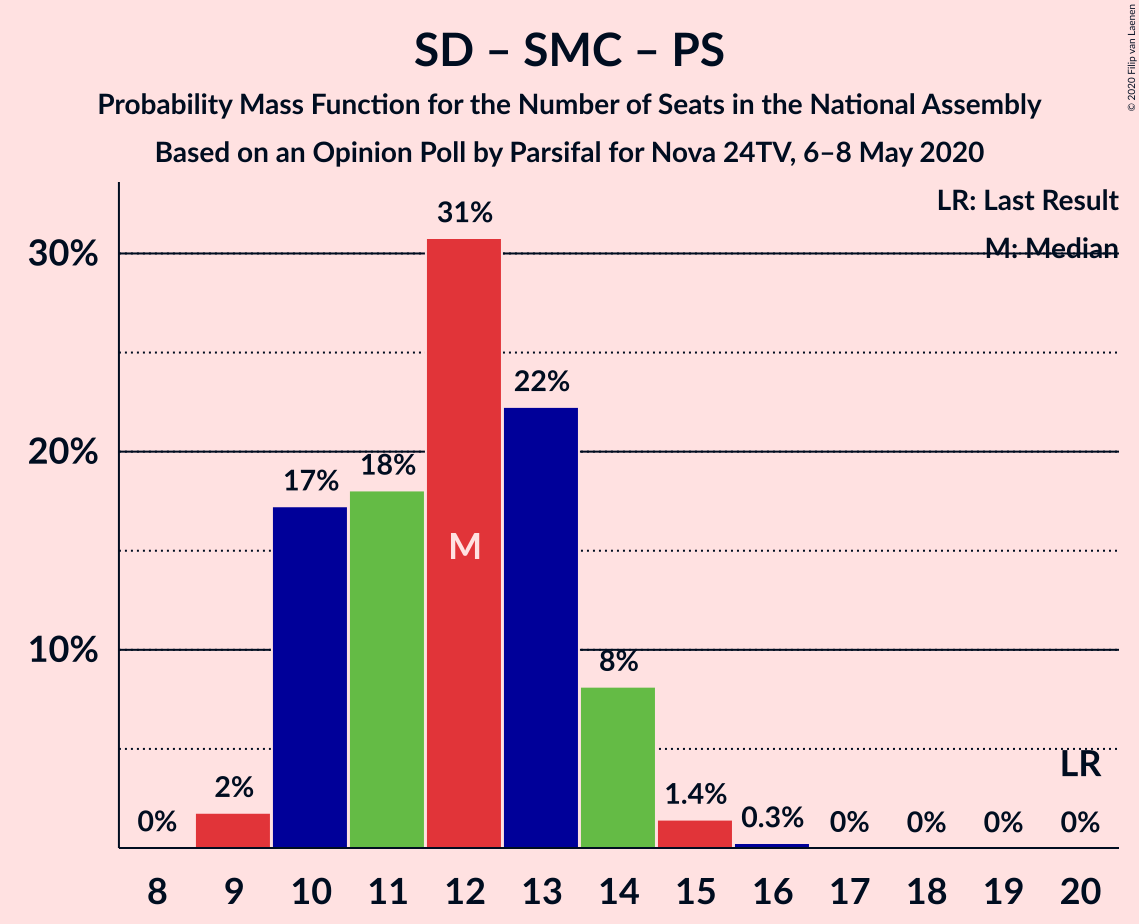 SD – SMC – PS
Probability Mass Function for the Number of Seats in the National Assembly
Based on an Opinion Poll by Parsifal for Nova 24TV, 6–8 May 2020
© 2020 Filip van Laenen
LR: Last Result
M: Median
30%
20%
10%
0%
2%
17%
18%
31%
22%
8%
1.4%
0.3%
0%
0%
0%
0%
M
LR
8 9 10 11 12 13 14 15 16 17 18 19 20